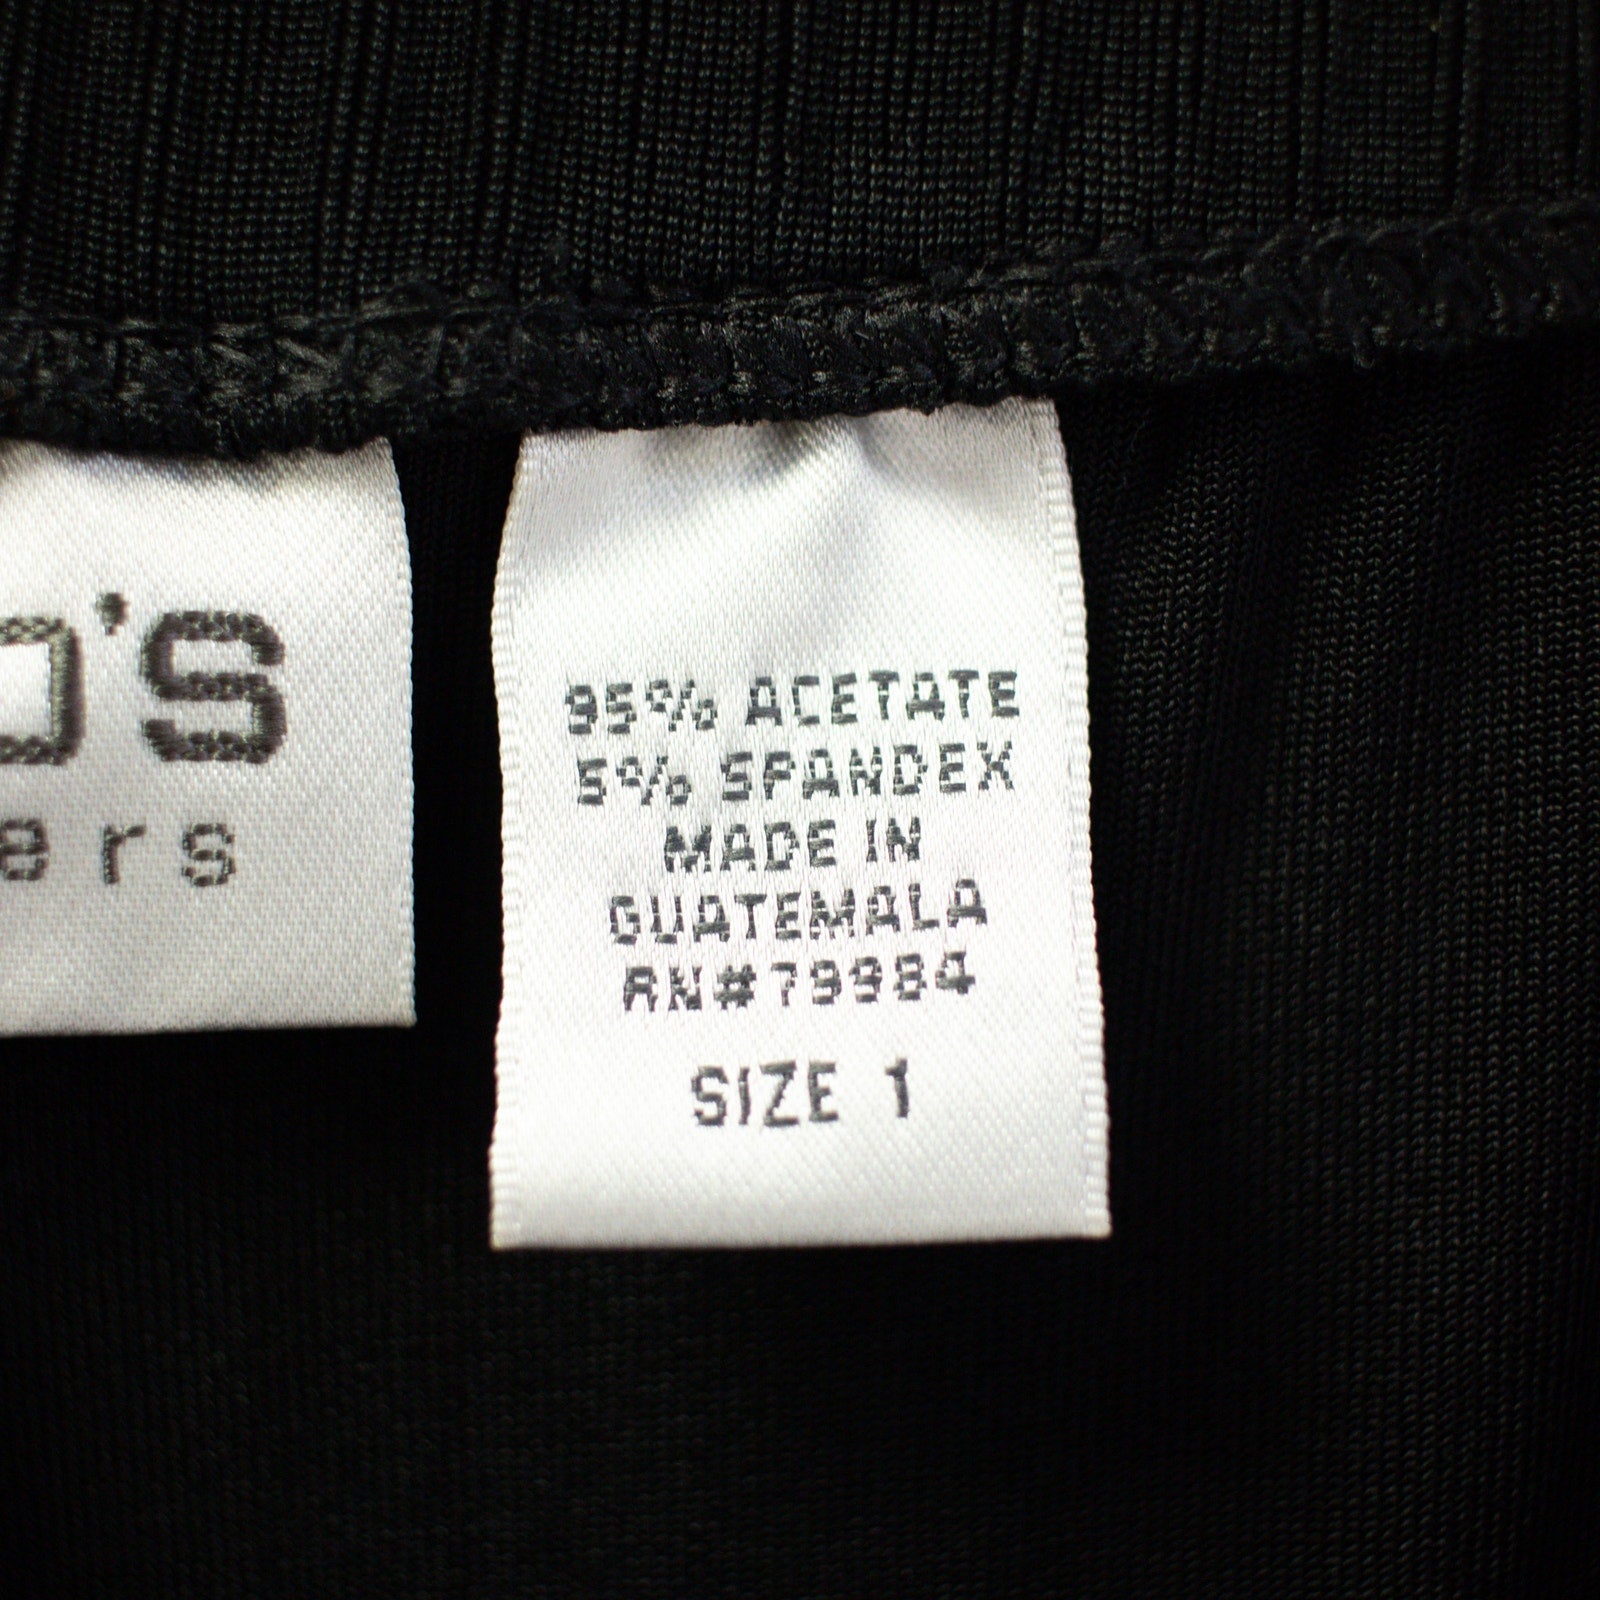 o's
ers
95% ACETATE
5% SPANDEX
MADE IN
GUATEMALA
RN#79984
SIZE 1